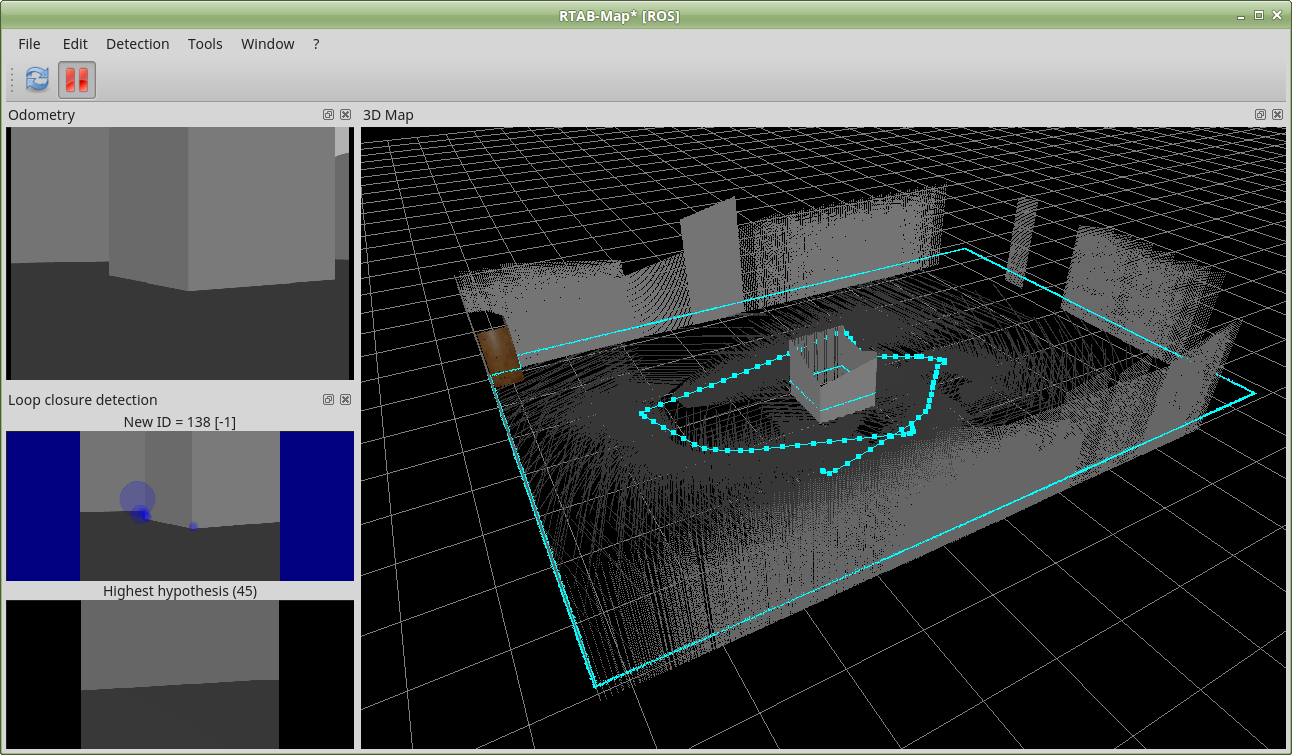 RTAB-Map* [ROS]
File Edit Detection Tools Window ?
Odometry
3D Map
Loop closure detection
New ID = 138 [-1]
Highest hypothesis (45)